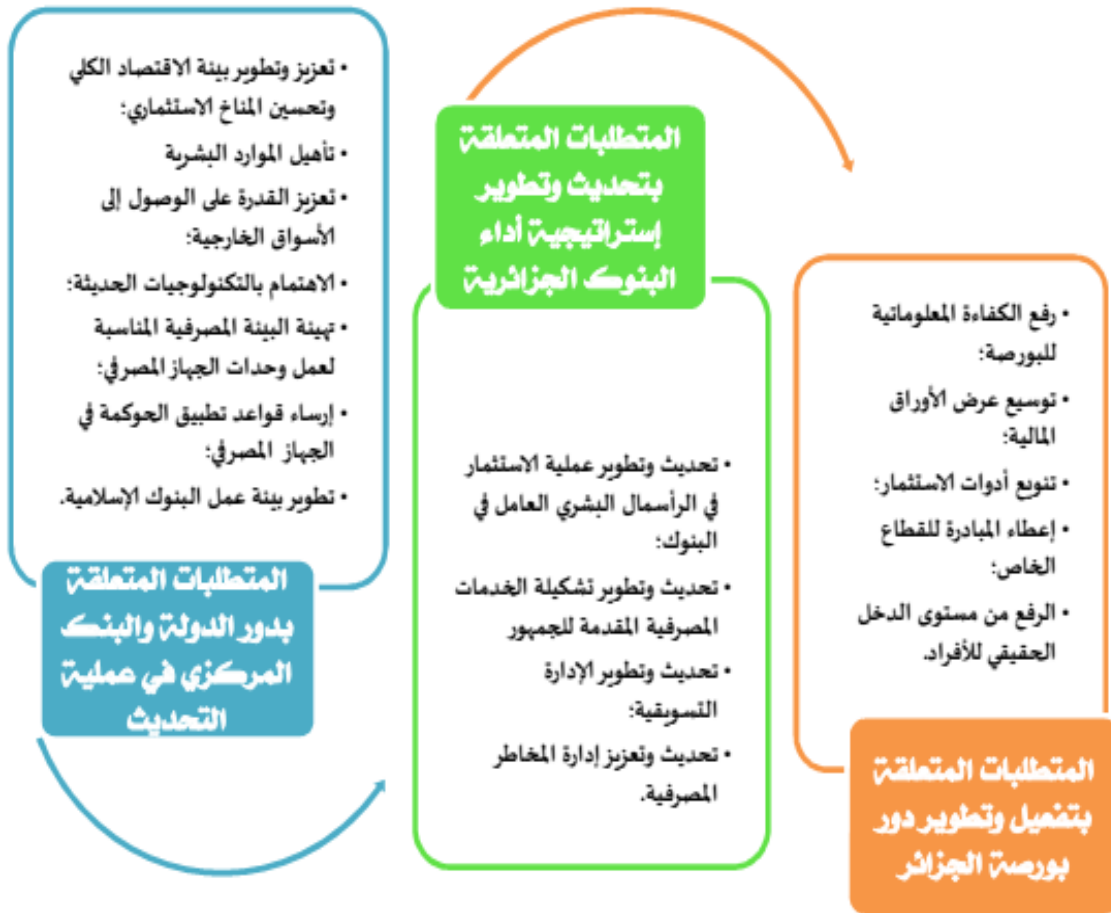 • تعزيز وتطوير بيئة الاقتصاد الكلي
وتحسين المناخ الاستثماري؛
• تأهيل الموارد البشرية
• تعزيز القدرة على الوصول إلى
الأسواق الخارجية؛
• الاهتمام بالتكنولوجيات الحديثة؛
• تهيئة البيئة المصرفية المناسبة
لعمل وحدات الجهاز المصرفي؛
• إرساء قواعد تطبيق الحوكمة في
الجهاز المصرفي؛
• تطوير بيئة عمل البنوك الإسلامية.
المتطلبات المتعلقة
بدور الدولة والبنك
المركزي في عملية
التحديث
المتطلبات المتعلقة
بتحديث وتطوير
إستراتيجية أداء
البنوك الجزائرية
• تحديث وتطوير عملية الاستثمار
في الرأسمال البشري العامل في
البنوك؛
• تحديث وتطوير تشكيلة الخدمات
المصرفية المقدمة للجمهور
• تحديث وتطوير الإدارة
التسويقية؛
• تحديث وتعزيز إدارة المخاطر
المصرفية.
• رفع الكفاءة المعلوماتية
للبورصة؛
• توسيع عرض الأوراق
المالية؛
• تنويع أدوات الاستثمار؛
• إعطاء المبادرة للقطاع
الخاص؛
• الرفع من مستوى الدخل
الحقيقي للأفراد.
المتطلبات المتعلقة
بتفعيل وتطوير دور
بورصة الجزائر